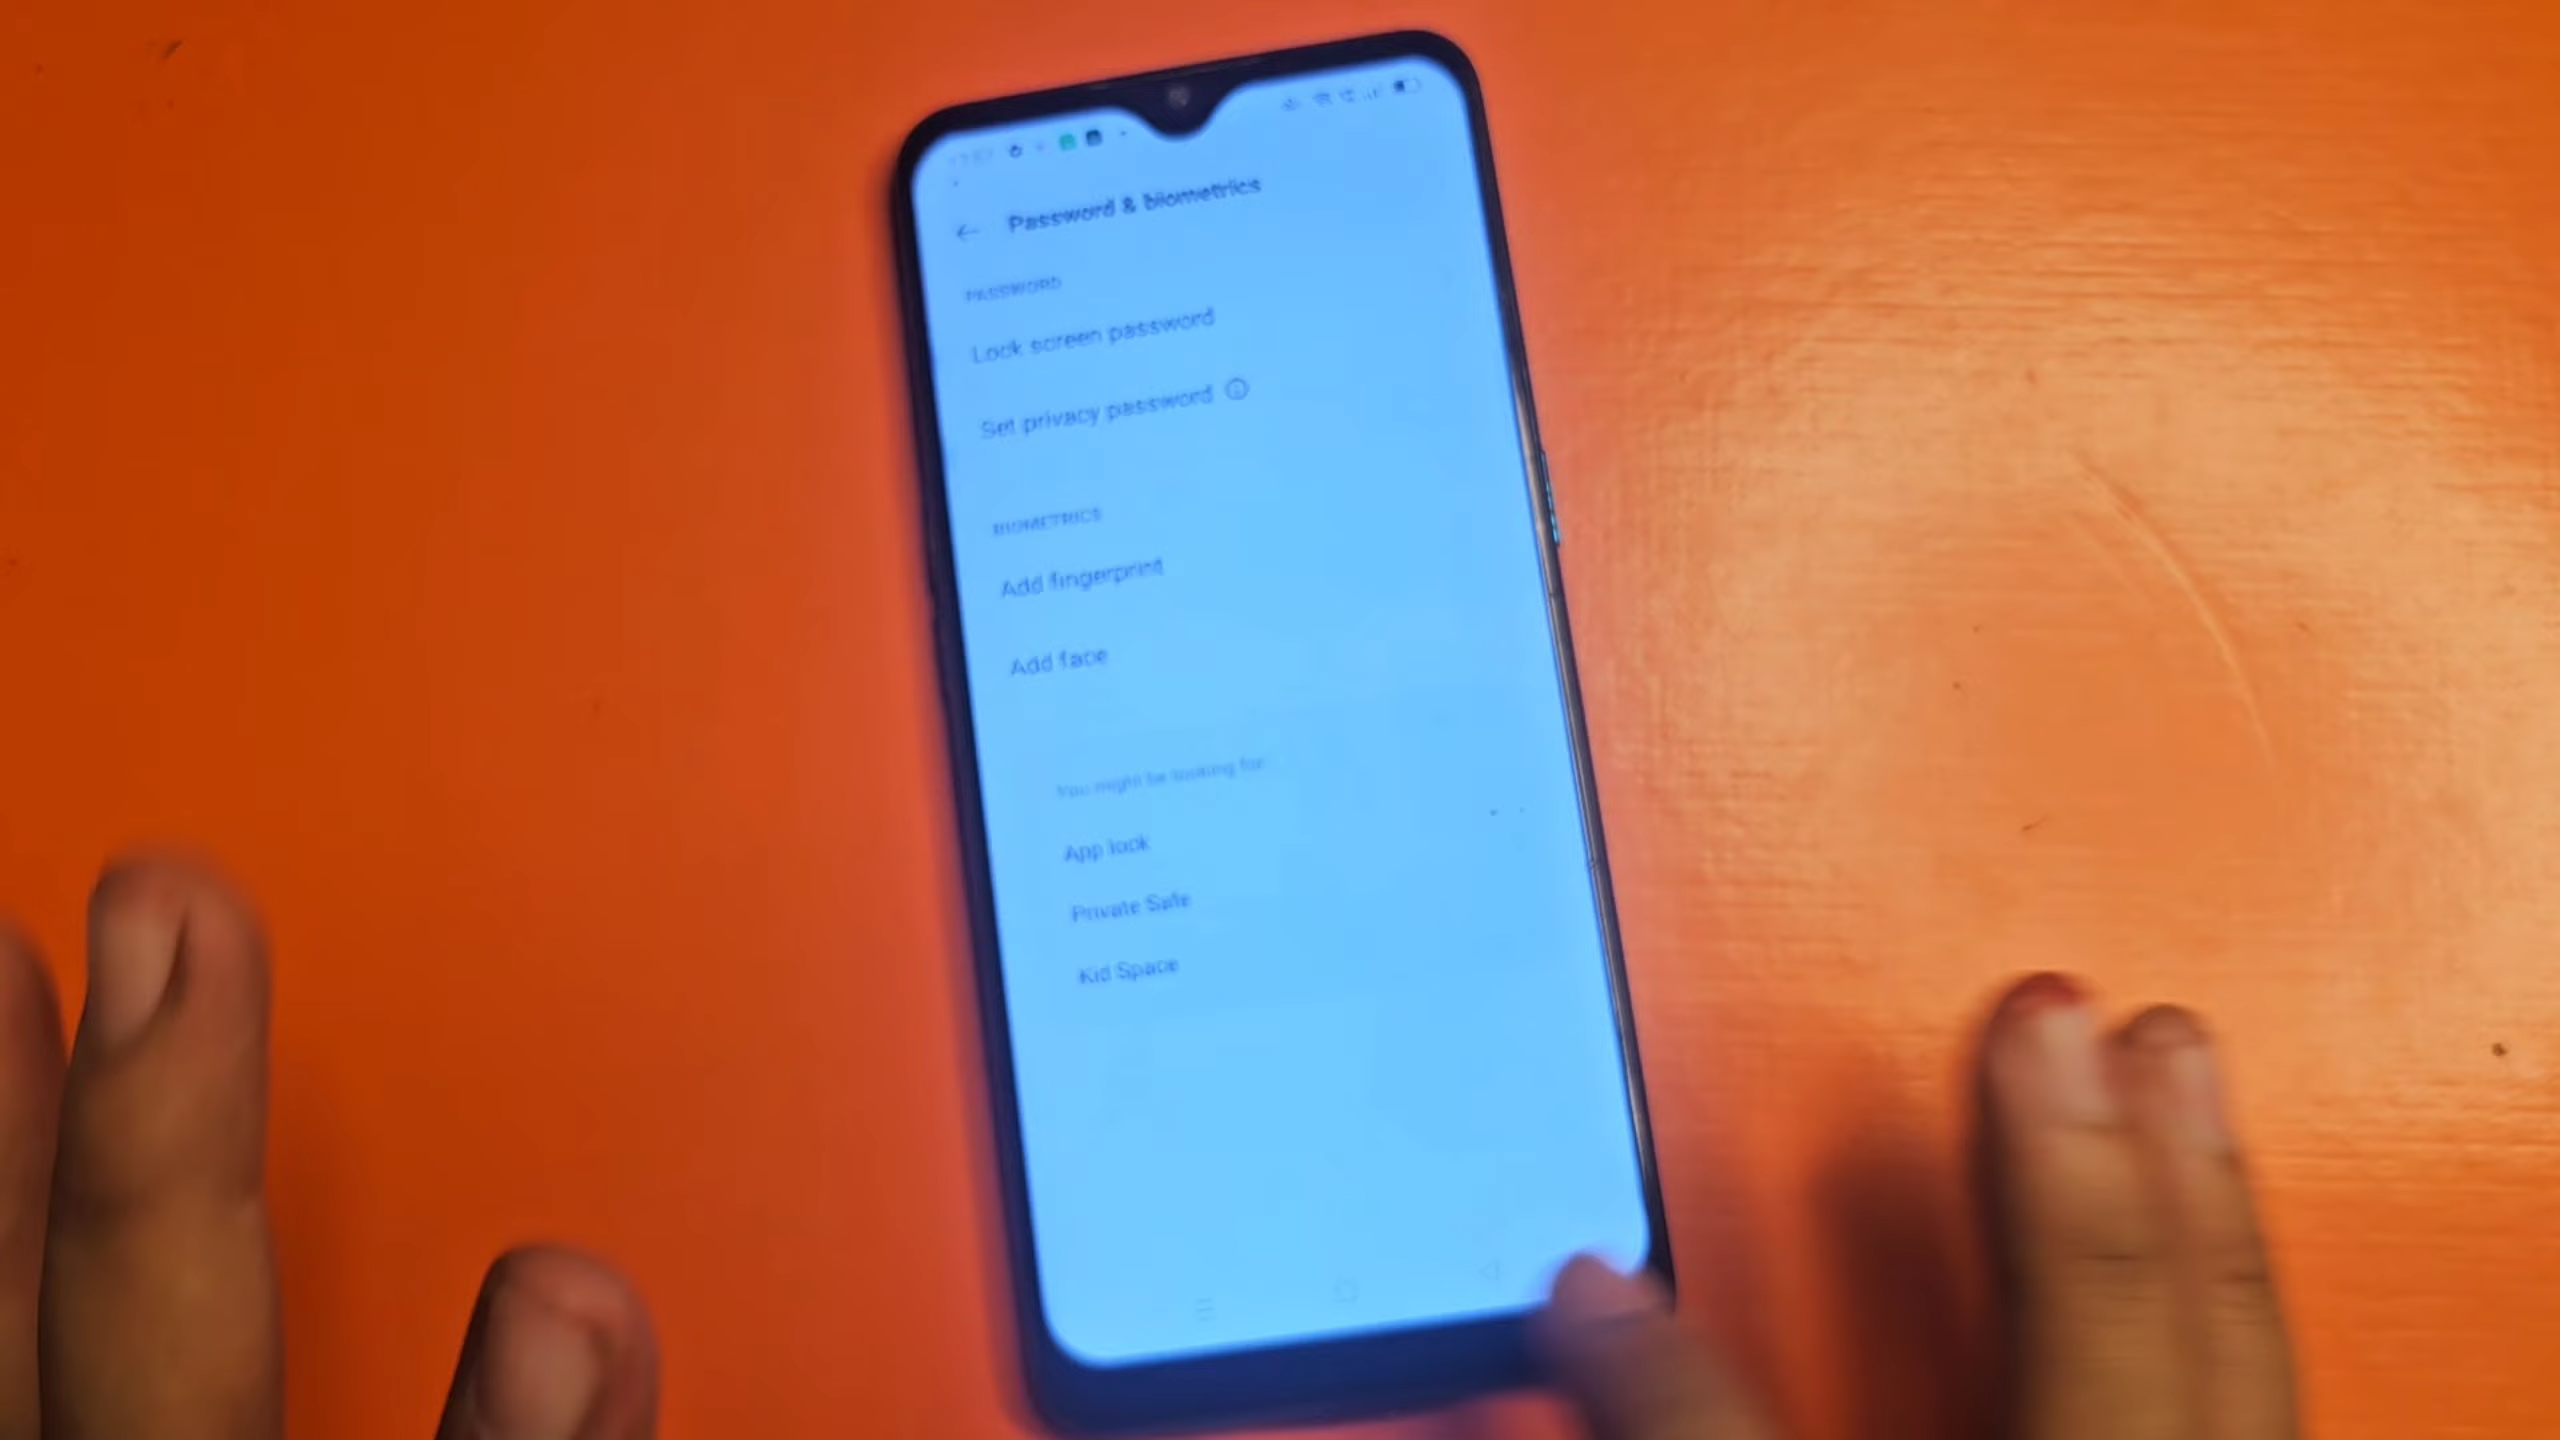 Password & biometrics
PASSWORD
Lock screen password
Set privacy password
BIOMETRICS
Add fingerprint
Add face
You might be looking for:
App lock
Private Safe
Kid Space